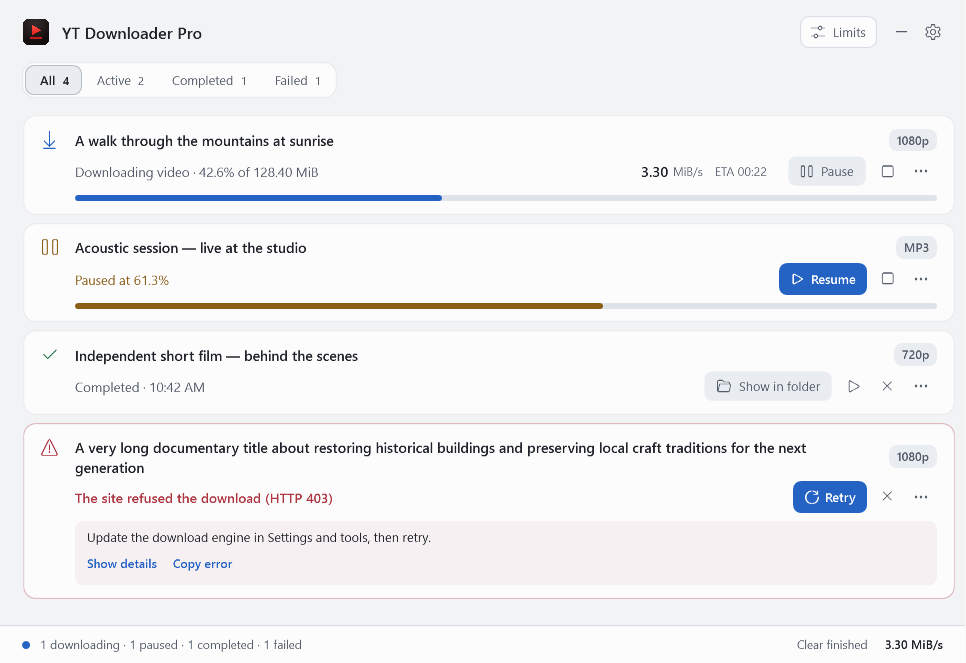 YT Downloader Pro
Limits
All 4 Active 2 Completed 1 Failed 1
A walk through the mountains at sunrise
1080p
Downloading video · 42.6% of 128.40 MiB
3.30 MiB/s ETA 00:22
Pause
Acoustic session — live at the studio
MP3
Paused at 61.3%
Resume
Independent short film — behind the scenes
720p
Completed · 10:42 AM
Show in folder
A very long documentary title about restoring historical buildings and preserving local craft traditions for the next
generation
1080p
The site refused the download (HTTP 403)
Retry
Update the download engine in Settings and tools, then retry.
Show details Copy error
1 downloading · 1 paused · 1 completed · 1 failed
Clear finished 3.30 MiB/s